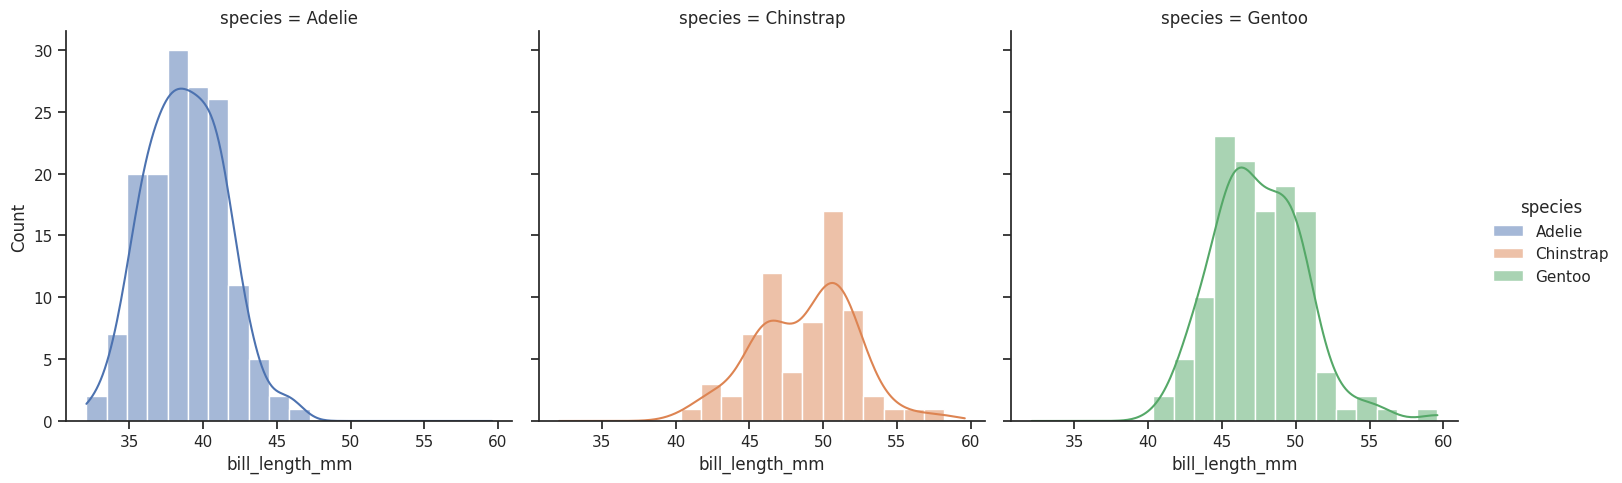 species = Adelie
species = Chinstrap
species = Gentoo
30
25
20
15
10
5
0
Count
35 40 45 50 55 60
bill_length_mm
35 40 45 50 55 60
bill_length_mm
35 40 45 50 55 60
bill_length_mm
species
Adelie
Chinstrap
Gentoo